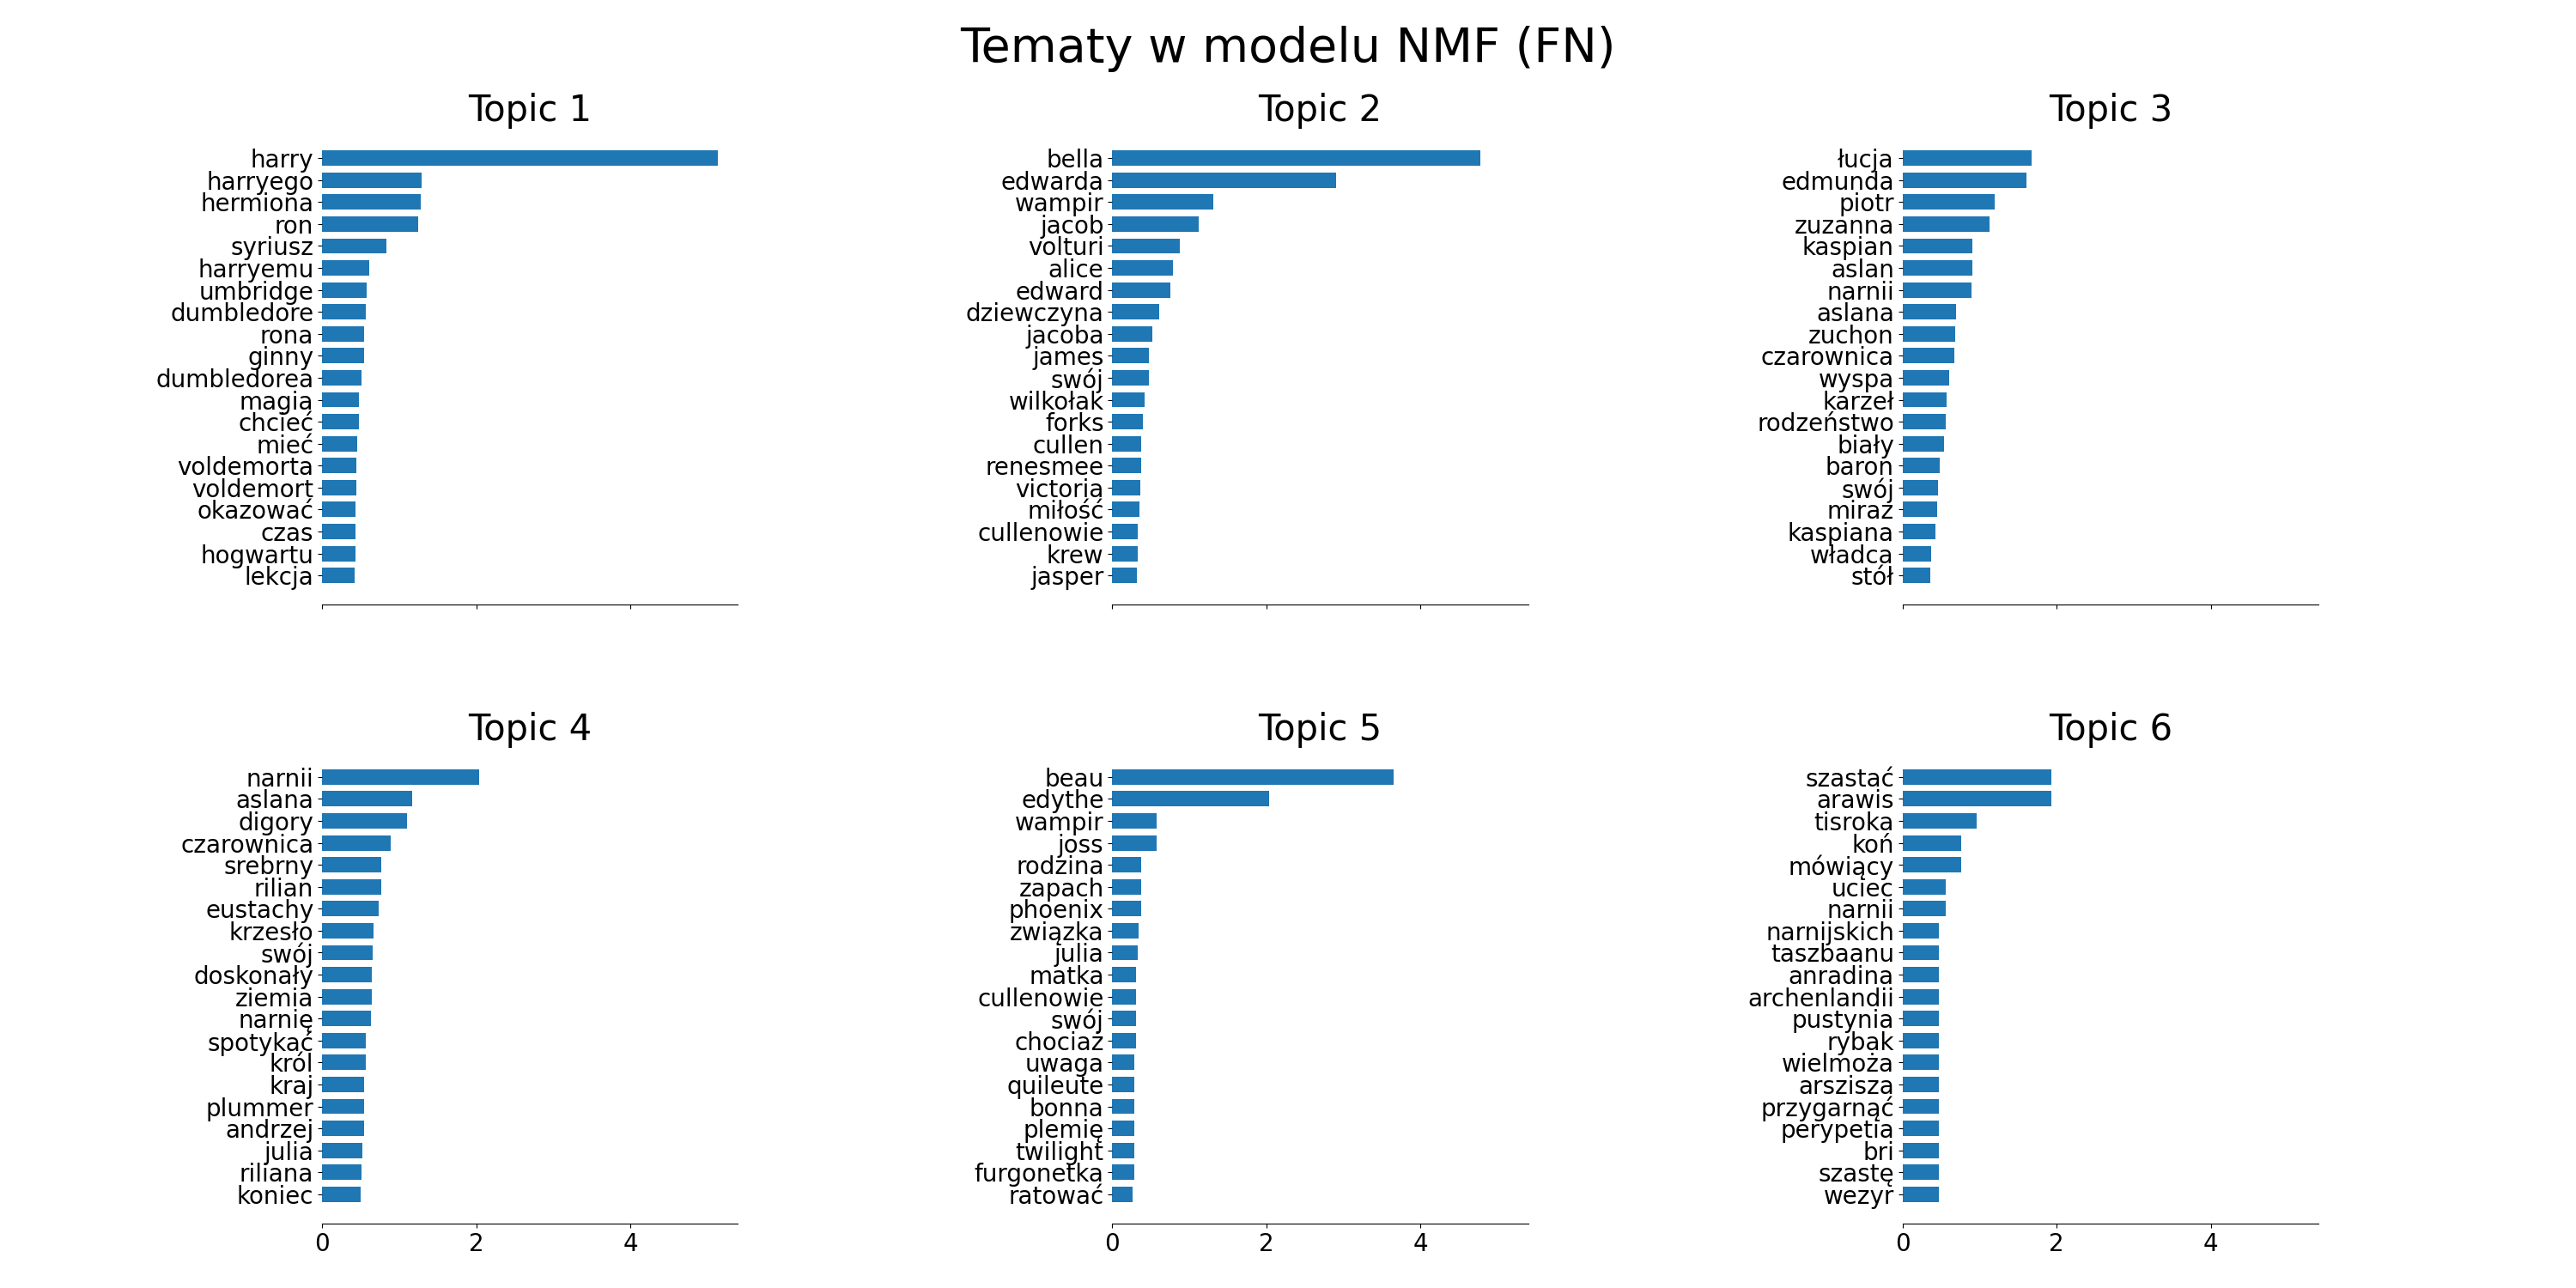 Tematy w modelu NMF (FN)
Topic 1
harry
harryego
hermiona
ron
syriusz
harryemu
umbridge
dumbledore
rona
ginny
dumbledorea
magia
chcieć
mieć
voldemorta
voldemort
okazować
czas
hogwartu
lekcja
Topic 2
bella
edwarda
wampir
jacob
volturi
alice
edward
dziewczyna
jacoba
james
swój
wilkołak
forks
cullen
renesmee
victoria
miłość
cullenowie
krew
jasper
Topic 3
łucja
edmunda
piotr
zuzanna
kaspian
aslan
narnii
aslana
zuchon
czarownica
wyspa
karzeł
rodzeństwo
biały
baron
swój
miraz
kaspiana
władca
stół
Topic 4
narnii
aslana
digory
czarownica
srebrny
rilian
eustachy
krzesło
swój
doskonały
ziemia
narnię
spotykać
król
kraj
plummer
andrzej
julia
riliana
koniec
0 2 4
Topic 5
beau
edythe
wampir
joss
rodzina
zapach
phoenix
związka
julia
matka
cullenowie
swój
chociaz
uwaga
quileute
bonna
plemię
twilight
furgonetka
ratować
0 2 4
Topic 6
szastać
arawis
tisroka
koń
mówiący
uciec
narnii
narnijskich
taszbaanu
anradina
archenlandii
pustynia
rybak
wielmoża
arszisza
przygarnąć
perypetia
bri
szastę
wezyr
0 2 4